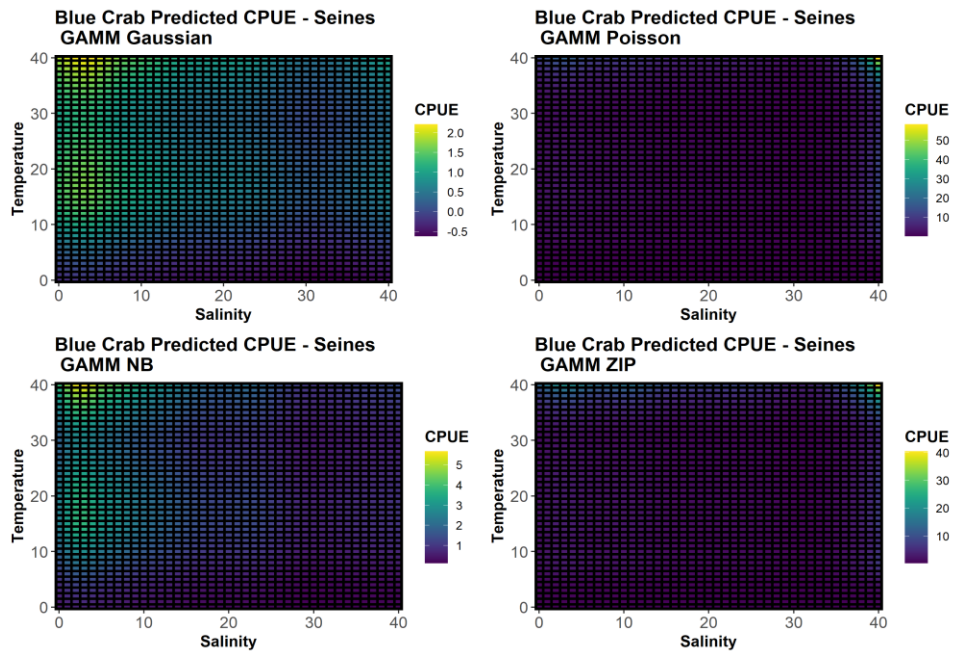 Blue Crab Predicted CPUE - Seines
GAMM Gaussian
40
30
20
10
0
Temperature
0 10 20 30 40
Salinity
CPUE
2.0
1.5
1.0
0.5
0.0
-0.5
Blue Crab Predicted CPUE - Seines
GAMM Poisson
40
30
20
10
0
Temperature
0 10 20 30 40
Salinity
CPUE
50
40
30
20
10
Blue Crab Predicted CPUE - Seines
GAMM NB
40
30
20
10
0
Temperature
0 10 20 30 40
Salinity
CPUE
5
4
3
2
1
Blue Crab Predicted CPUE - Seines
GAMM ZIP
40
30
20
10
0
Temperature
0 10 20 30 40
Salinity
CPUE
40
30
20
10